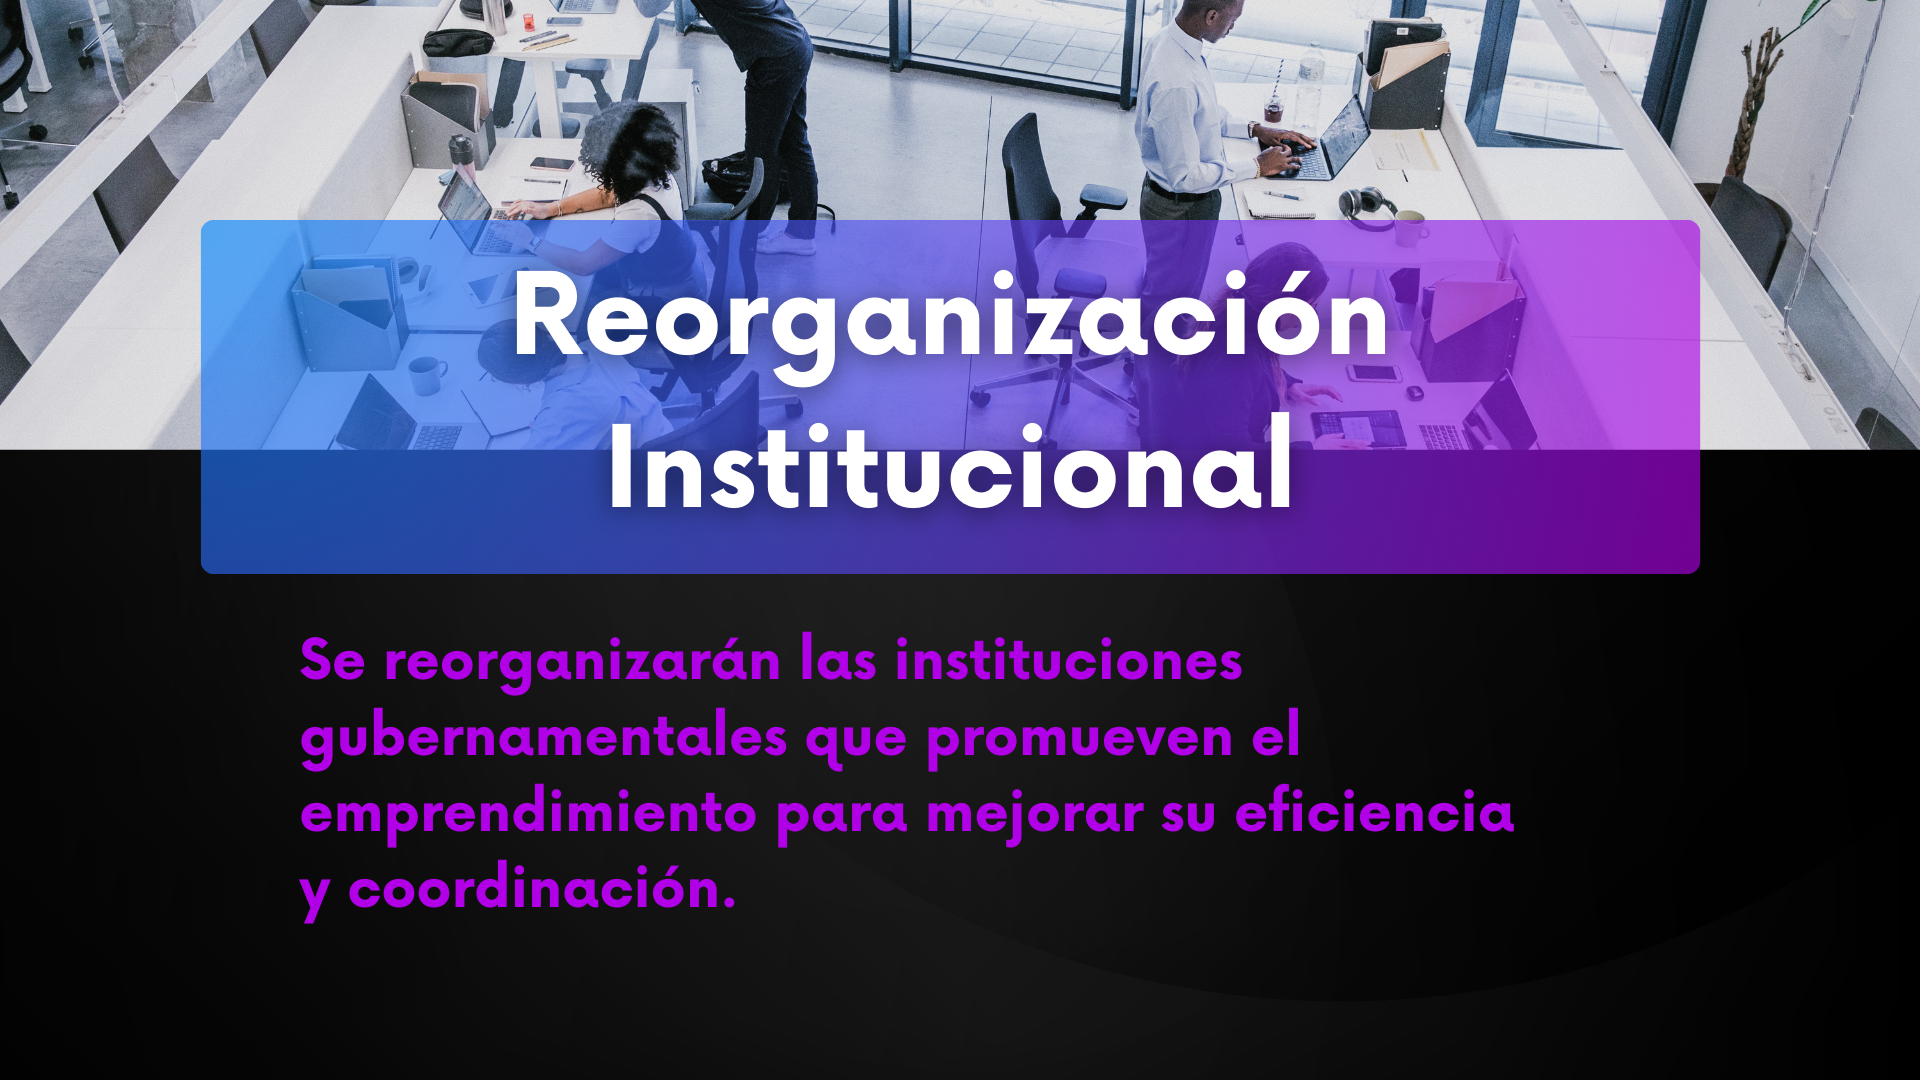 Reorganización
Institucional
Se reorganizarán las instituciones
gubernamentales que promueven el
emprendimiento para mejorar su eficiencia
y coordinación.